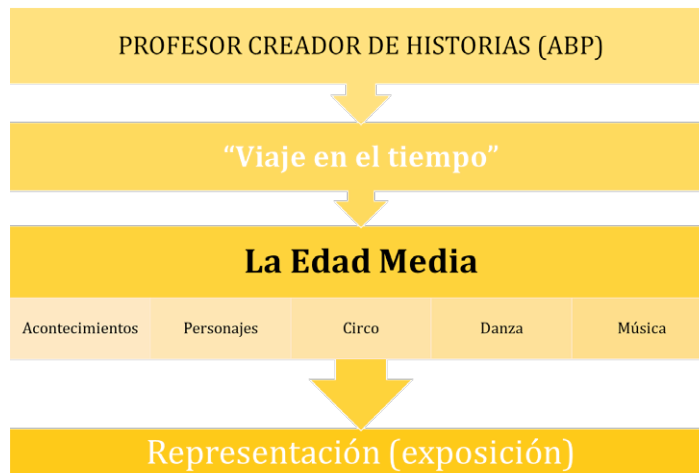 PROFESOR CREADOR DE HISTORIAS (ABP)
“Viaje en el tiempo”
La Edad Media
Acontecimientos Personajes Circo Danza Música
Representación (exposición)